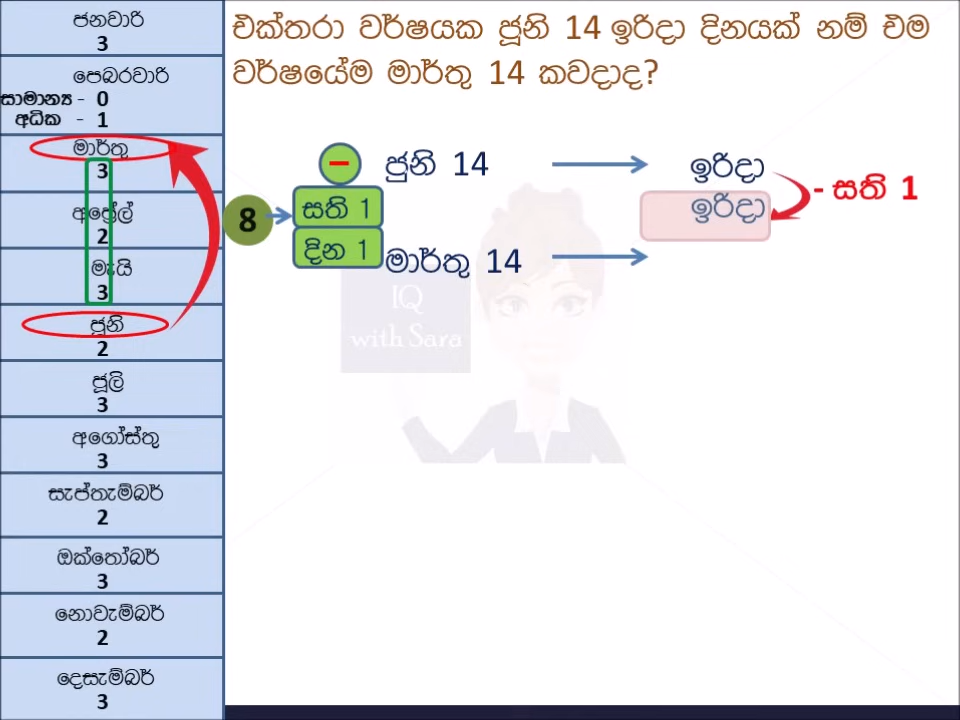 ජනවාරි
3
පෙබරවාරි
සාමාන්‍ය - 0
අධික - 1
මාර්තු
3
අප්‍රේල්
2
මැයි
3
ජූනි
2
ජූලි
3
අගෝස්තු
3
සැප්තැම්බර්
2
ඔක්තෝබර්
3
නොවැම්බර්
2
දෙසැම්බර්
3
එක්තරා වර්ෂයක ජූනි 14 ඉරිදා දිනයක් නම් එම
වර්ෂයේම මාර්තු 14 කවදාද?
– ජුනි 14 ඉරිදා
- සති 1
8 සති 1 ඉරිදා
දින 1
මාර්තු 14
IQ
with Sara